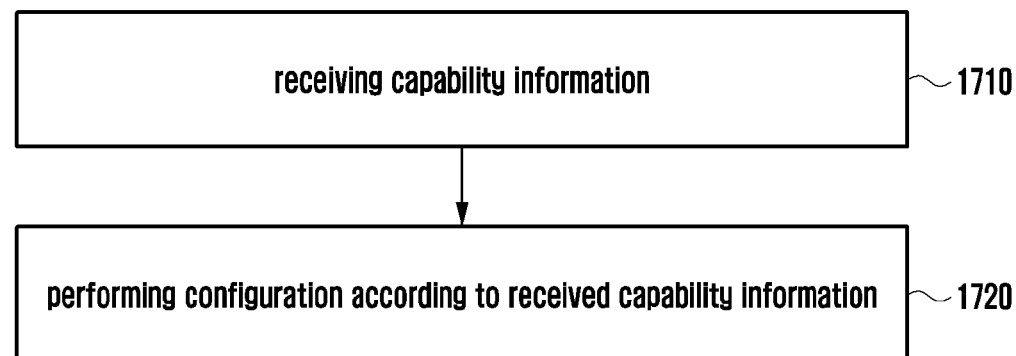 receiving capability information
1710
performing configuration according to received capability information
1720